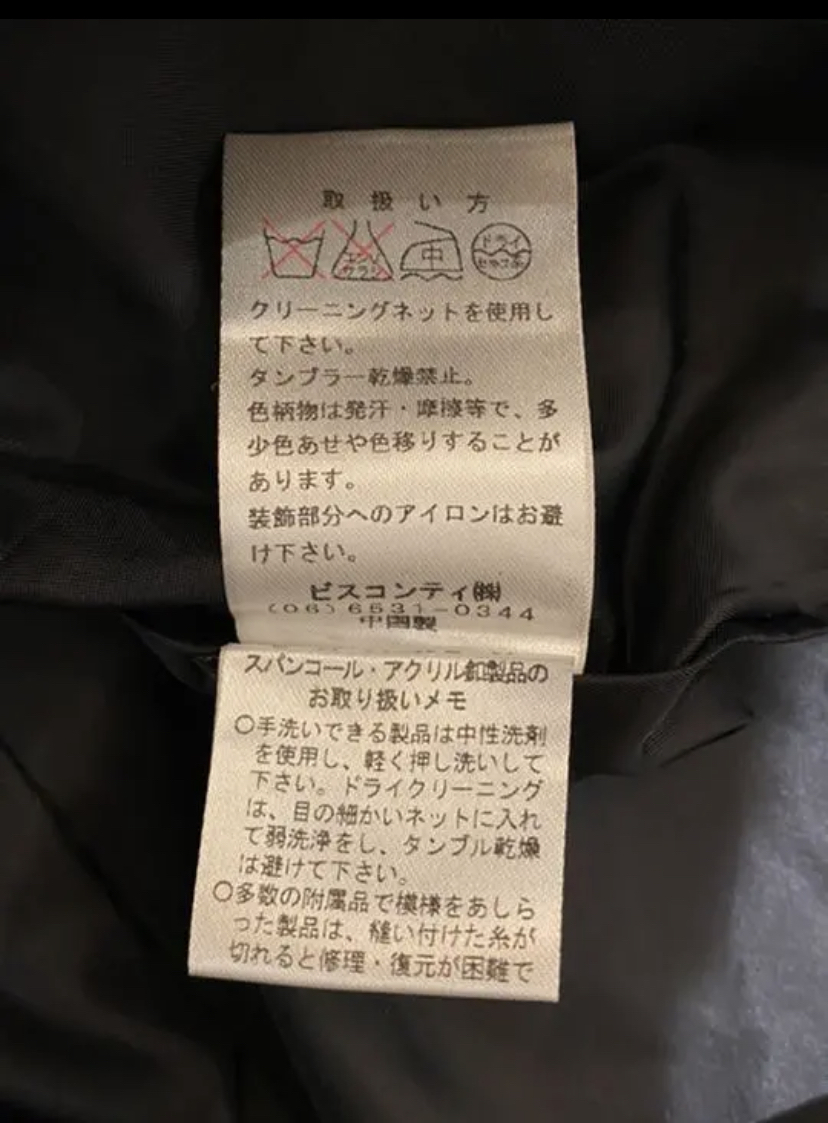 取扱い方
エンソ
サラシ
中
ドライ
セキユ系
クリーニングネットを使用し
て下さい。
タンブラー乾燥禁止。
色柄物は発汗・摩擦等で、多
少色あせや色移りすることが
あります。
装飾部分へのアイロンはお避
け下さい。
ビスコンティ㈱
(06)6531-0344
中国製
スパンコール・アクリル釦製品の
お取り扱いメモ
○手洗いできる製品は中性洗剤
を使用し、軽く押し洗いして
下さい。ドライクリーニング
は、目の細かいネットに入れ
て弱洗浄をし、タンブル乾燥
は避けて下さい。
○多数の附属品で模様をあしら
った製品は、縫い付けた糸が
切れると修理・復元が困難で